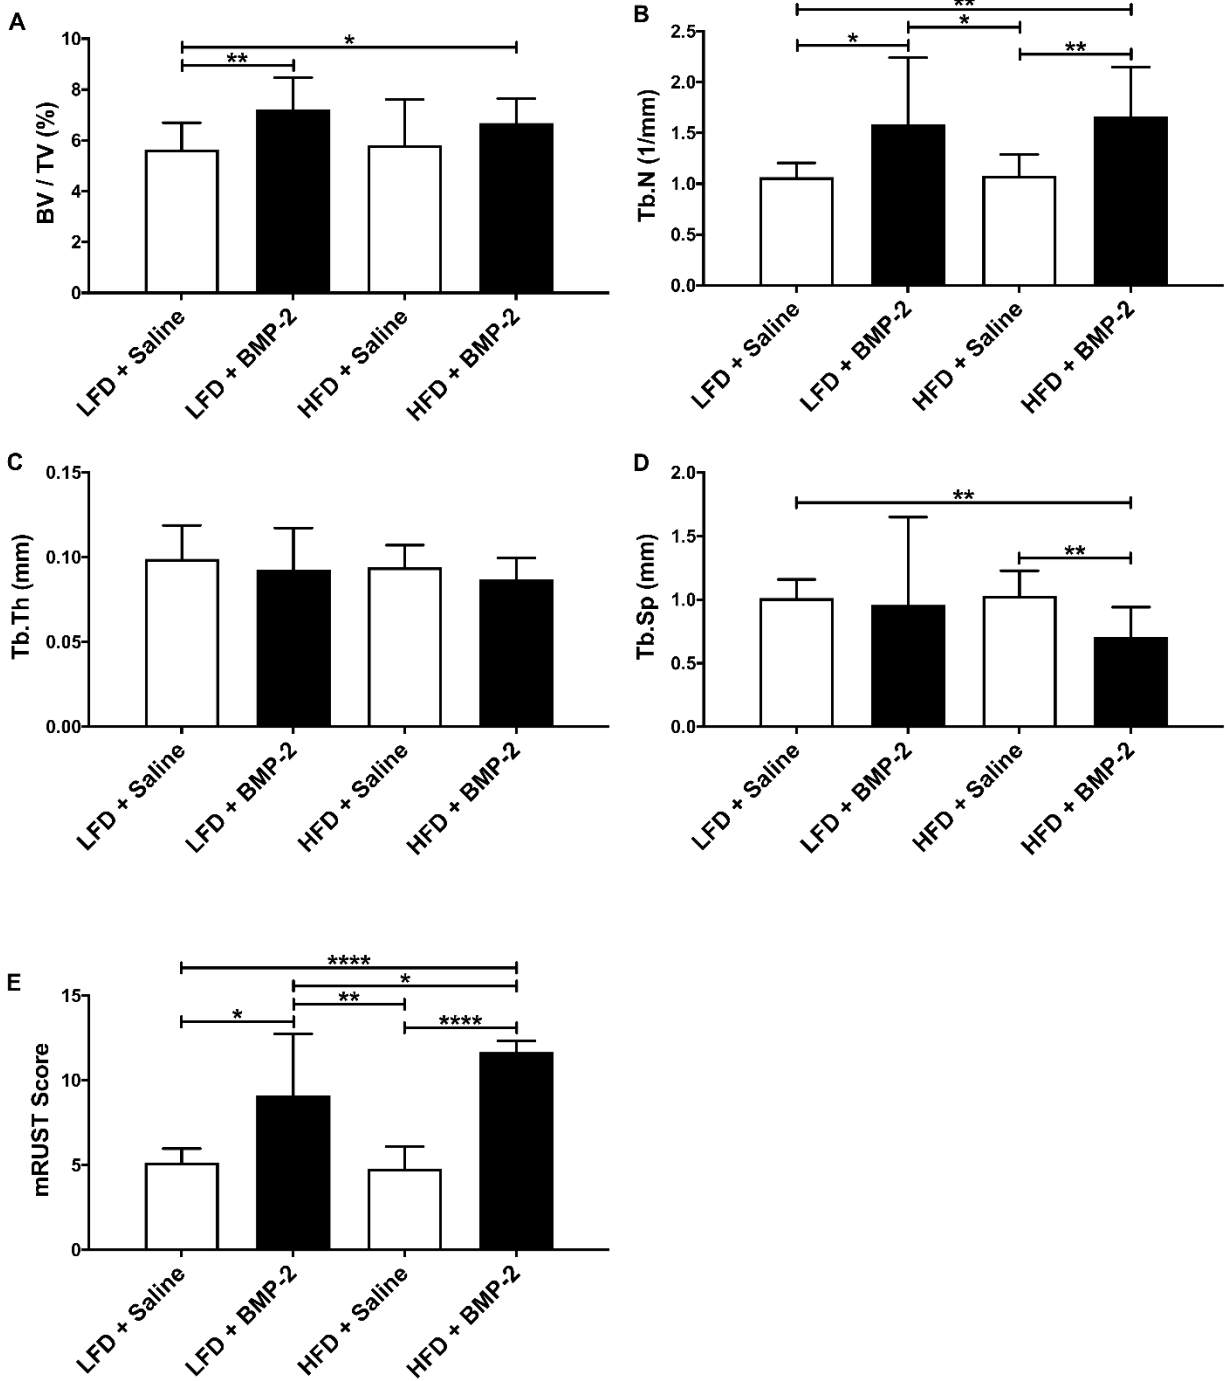 A
BV / TV (%)
10
8
6
4
2
0
*
**
LFD + Saline
LFD + BMP-2
HFD + Saline
HFD + BMP-2
B
Tb.N (1/mm)
2.5
2.0
1.5
1.0
0.5
0.0
**
*
*
**
LFD + Saline
LFD + BMP-2
HFD + Saline
HFD + BMP-2
C
Tb.Th (mm)
0.15
0.10
0.05
0.00
LFD + Saline
LFD + BMP-2
HFD + Saline
HFD + BMP-2
D
Tb.Sp (mm)
2.0
1.5
1.0
0.5
0.0
**
**
LFD + Saline
LFD + BMP-2
HFD + Saline
HFD + BMP-2
E
mRUST Score
15
10
5
0
****
*
**
*
****
LFD + Saline
LFD + BMP-2
HFD + Saline
HFD + BMP-2